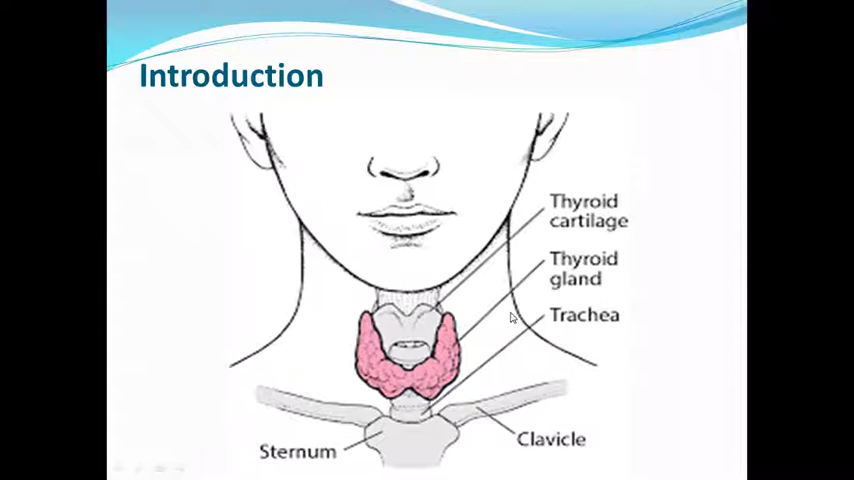 Introduction
Thyroid
cartilage
Thyroid
gland
Trachea
Clavicle
Sternum